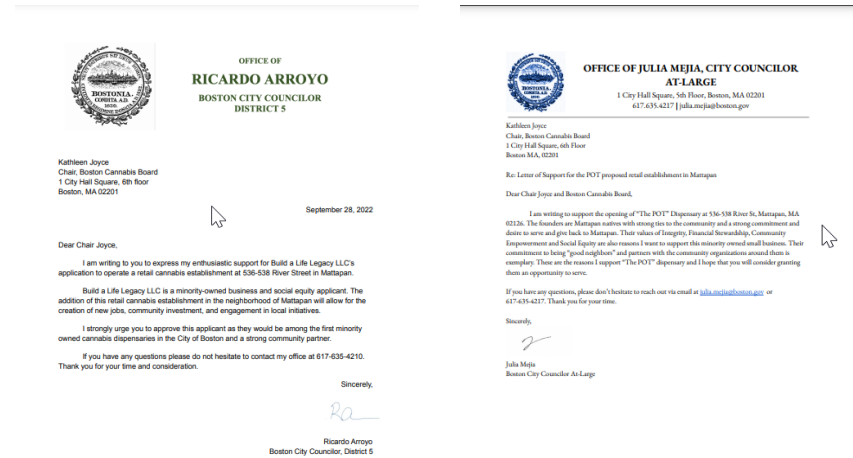 BOSTONIA.
CONDITA A.D.
OFFICE OF
RICARDO ARROYO
BOSTON CITY COUNCILOR
DISTRICT 5
Kathleen Joyce
Chair, Boston Cannabis Board
1 City Hall Square, 6th floor
Boston, MA 02201
September 28, 2022
Dear Chair Joyce,
I am writing to you to express my enthusiastic support for Build a Life Legacy LLC's
application to operate a retail cannabis establishment at 536-538 River Street in Mattapan.
Build a Life Legacy LLC is a minority-owned business and social equity applicant. The
addition of this retail cannabis establishment in the neighborhood of Mattapan will allow for the
creation of new jobs, community investment, and engagement in local initiatives.
I strongly urge you to approve this applicant as they would be among the first minority
owned cannabis dispensaries in the City of Boston and a strong community partner.
If you have any questions please do not hesitate to contact my office at 617-635-4210.
Thank you for your time and consideration.
Sincerely,
Ricardo Arroyo
Boston City Councilor, District 5
BOSTONIA.
CONDITA A.D.
OFFICE OF JULIA MEJIA, CITY COUNCILOR
AT-LARGE
1 City Hall Square, 5th Floor, Boston, MA 02201
617.635.4217 | julia.mejia@boston.gov
Kathleen Joyce
Chair, Boston Cannabis Board
1 City Hall Square, 6th Floor
Boston MA, 02201
Re: Letter of Support for the POT proposed retail establishment in Mattapan
Dear Chair Joyce and Boston Cannabis Board,
I am writing to support the opening of "The POT" Dispensary at 536-538 River St, Mattapan, MA
02126. The founders are Mattapan natives with strong ties to the community and a strong commitment and
desire to serve and give back to Mattapan. Their values of Integrity, Financial Stewardship, Community
Empowerment and Social Equity are also reasons I want to support this minority owned small business. Their
commitment to being "good neighbors" and partners with the community organizations around them is
exemplary. These are the reasons I support "The POT" dispensary and I hope that you will consider granting
them an opportunity to serve.
If you have any questions, please don't hesitate to reach out via email at julia.mejia@boston.gov or
617-635-4217. Thank you for your time.
Sincerely,
Julia Mejia
Boston City Councilor At-Large